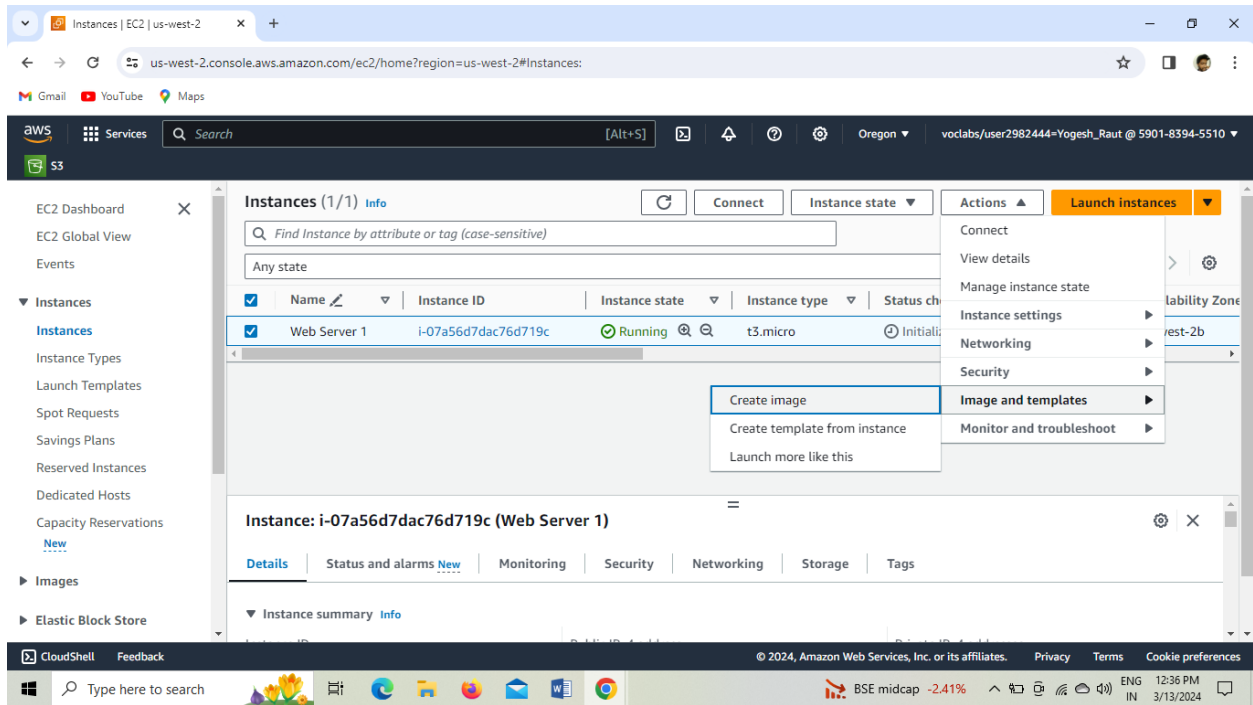 Instances | EC2 | us-west-2
us-west-2.console.aws.amazon.com/ec2/home?region=us-west-2#Instances:
Gmail YouTube Maps
aws Services Search [Alt+S] Oregon voclabs/user2982444=Yogesh_Raut @ 5901-8394-5510
S3
EC2 Dashboard
EC2 Global View
Events
Instances
Instances
Instance Types
Launch Templates
Spot Requests
Savings Plans
Reserved Instances
Dedicated Hosts
Capacity Reservations
New
Images
Elastic Block Store
Instances (1/1) Info Connect Instance state Actions Launch instances
Find Instance by attribute or tag (case-sensitive)
Any state
Name Instance ID Instance state Instance type Status ch lability Zone
Web Server 1 i-07a56d7dac76d719c Running t3.micro Initializ vest-2b
Connect
View details
Manage instance state
Instance settings
Networking
Security
Image and templates
Monitor and troubleshoot
Create image
Create template from instance
Launch more like this
Instance: i-07a56d7dac76d719c (Web Server 1)
Details Status and alarms New Monitoring Security Networking Storage Tags
Instance summary Info
CloudShell Feedback © 2024, Amazon Web Services, Inc. or its affiliates. Privacy Terms Cookie preferences
Type here to search BSE midcap -2.41% ENG 12:36 PM
IN 3/13/2024